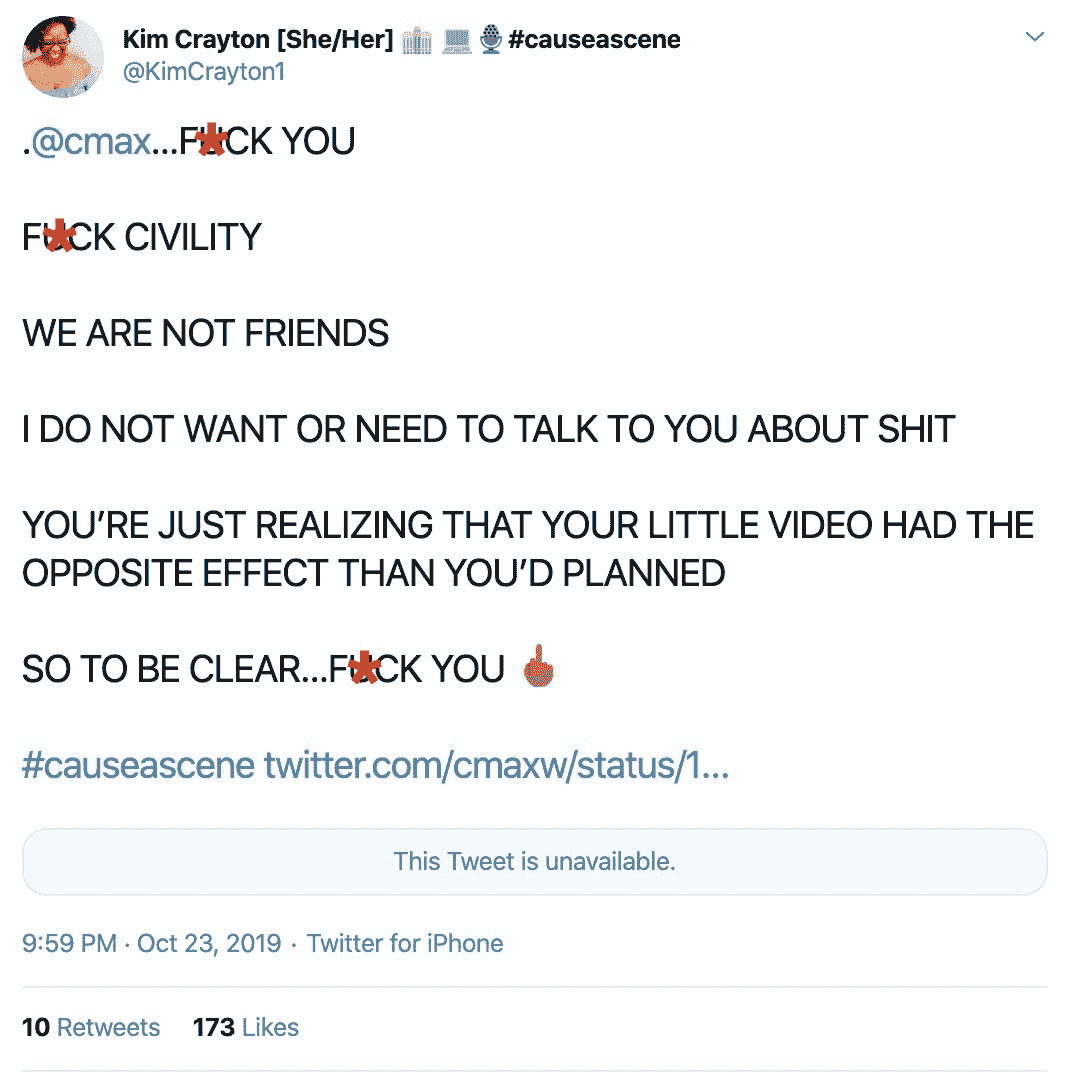 Kim Crayton [She/Her] 🏙️ 💻 🎙️ #causeascene
@KimCrayton1
.@cmax...F*CK YOU
F*CK CIVILITY
WE ARE NOT FRIENDS
I DO NOT WANT OR NEED TO TALK TO YOU ABOUT SHIT
YOU’RE JUST REALIZING THAT YOUR LITTLE VIDEO HAD THE
OPPOSITE EFFECT THAN YOU’D PLANNED
SO TO BE CLEAR...F*CK YOU 🖕🏾
#causeascene twitter.com/cmaxw/status/1...
This Tweet is unavailable.
9:59 PM · Oct 23, 2019 · Twitter for iPhone
10 Retweets 173 Likes